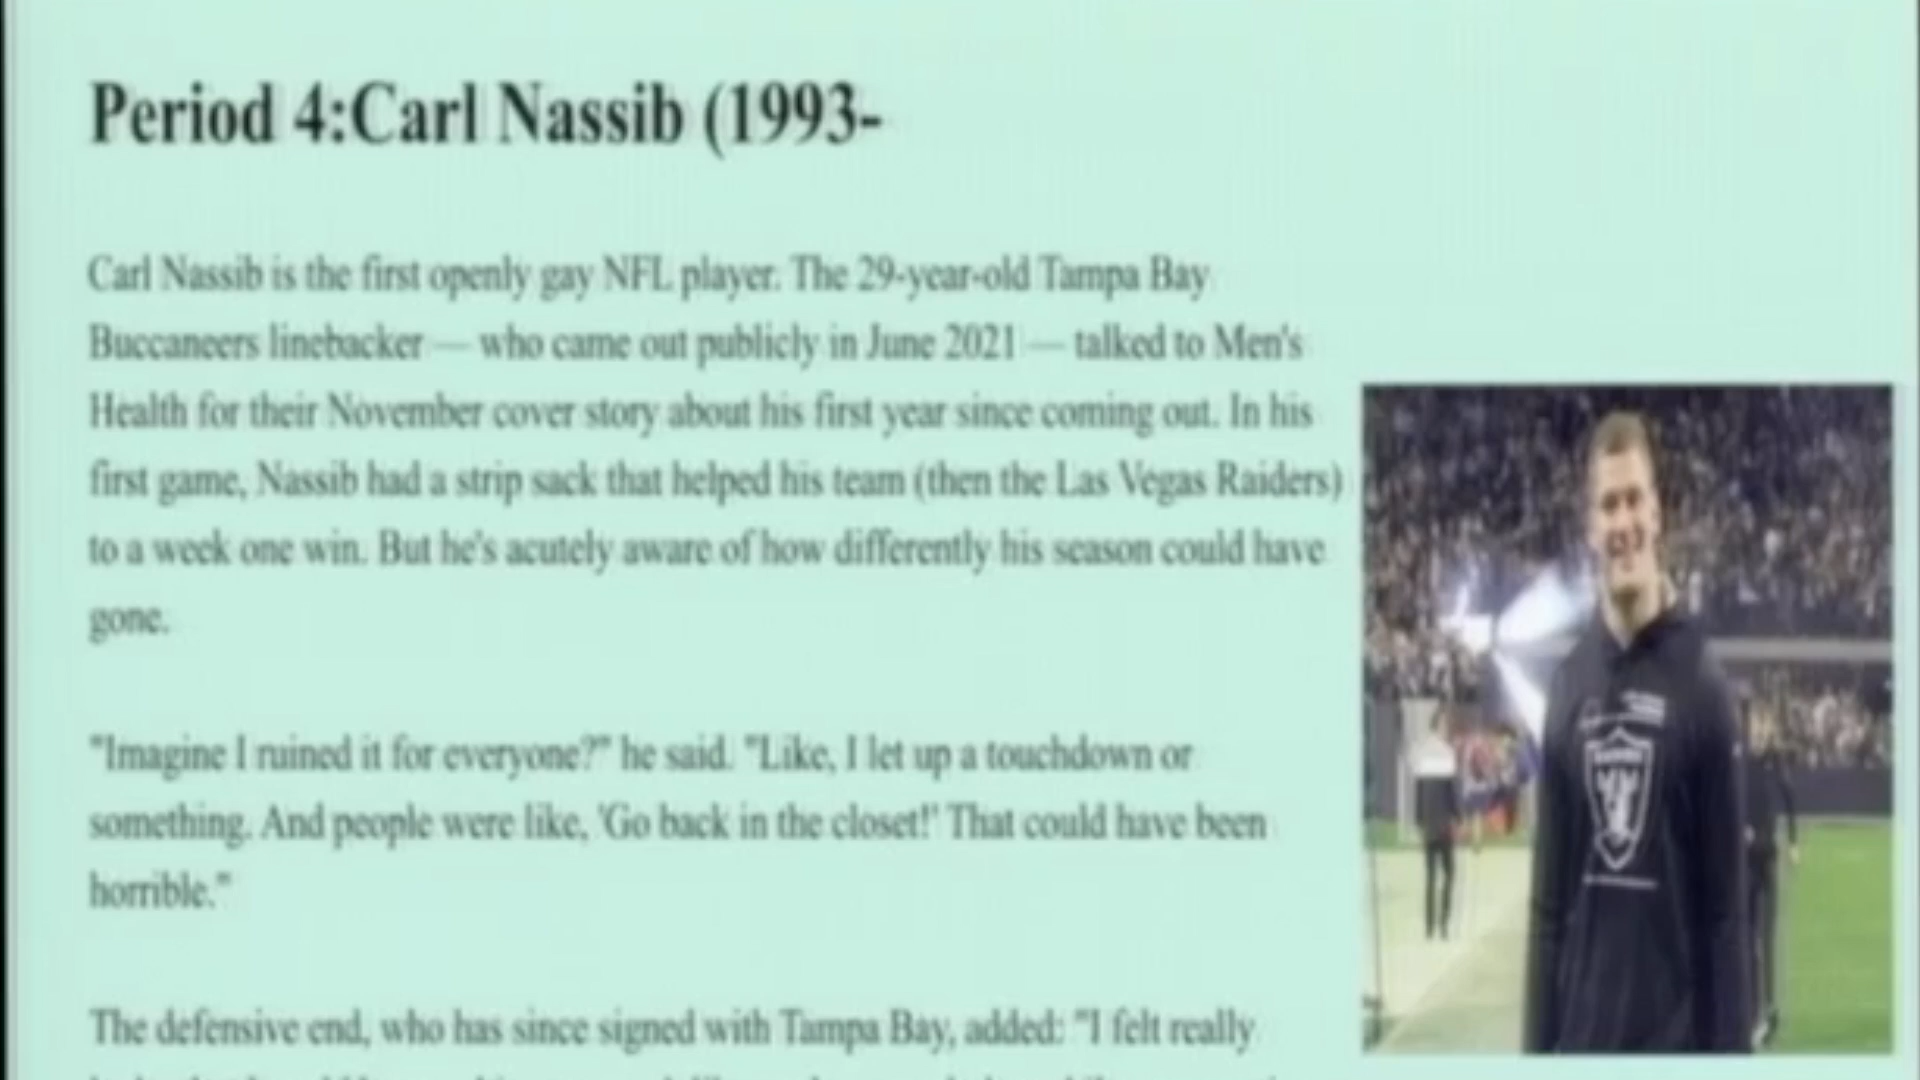 Period 4:Carl Nassib (1993-
Carl Nassib is the first openly gay NFL player. The 29-year-old Tampa Bay
Buccaneers linebacker — who came out publicly in June 2021 — talked to Men's
Health for their November cover story about his first year since coming out. In his
first game, Nassib had a strip sack that helped his team (then the Las Vegas Raiders)
to a week one win. But he's acutely aware of how differently his season could have
gone.
"Imagine I ruined it for everyone?" he said. "Like, I let up a touchdown or
something. And people were like, 'Go back in the closet!' That could have been
horrible."
The defensive end, who has since signed with Tampa Bay, added: "I felt really